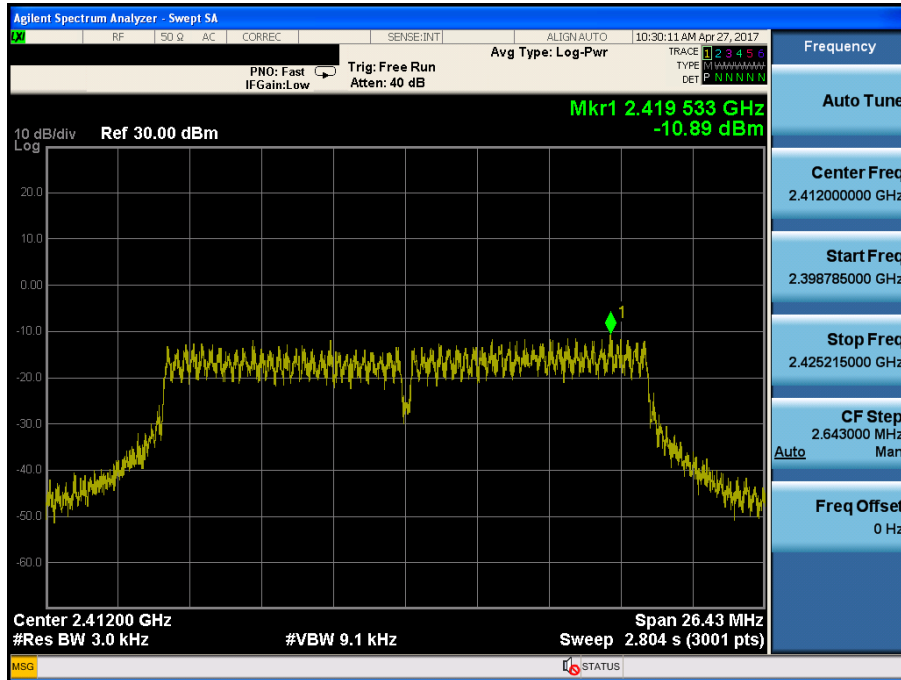 Agilent Spectrum Analyzer - Swept SA
LXI RF 50 Ω AC CORREC SENSE:INT ALIGN AUTO 10:30:11 AM Apr 27, 2017
PNO: Fast
IFGain:Low
Trig: Free Run
Atten: 40 dB
Avg Type: Log-Pwr
TRACE 1 2 3 4 5 6
TYPE M WWWWW
DET P N N N N N
Mkr1 2.419 533 GHz
-10.89 dBm
10 dB/div Ref 30.00 dBm
Log
20.0
10.0
0.00
-10.0
-20.0
-30.0
-40.0
-50.0
-60.0
1
Center 2.41200 GHz Span 26.43 MHz
#Res BW 3.0 kHz #VBW 9.1 kHz Sweep 2.804 s (3001 pts)
MSG STATUS
Frequency
Auto Tune
Center Freq
2.412000000 GHz
Start Freq
2.398785000 GHz
Stop Freq
2.425215000 GHz
CF Step
2.643000 MHz
Auto Man
Freq Offset
0 Hz